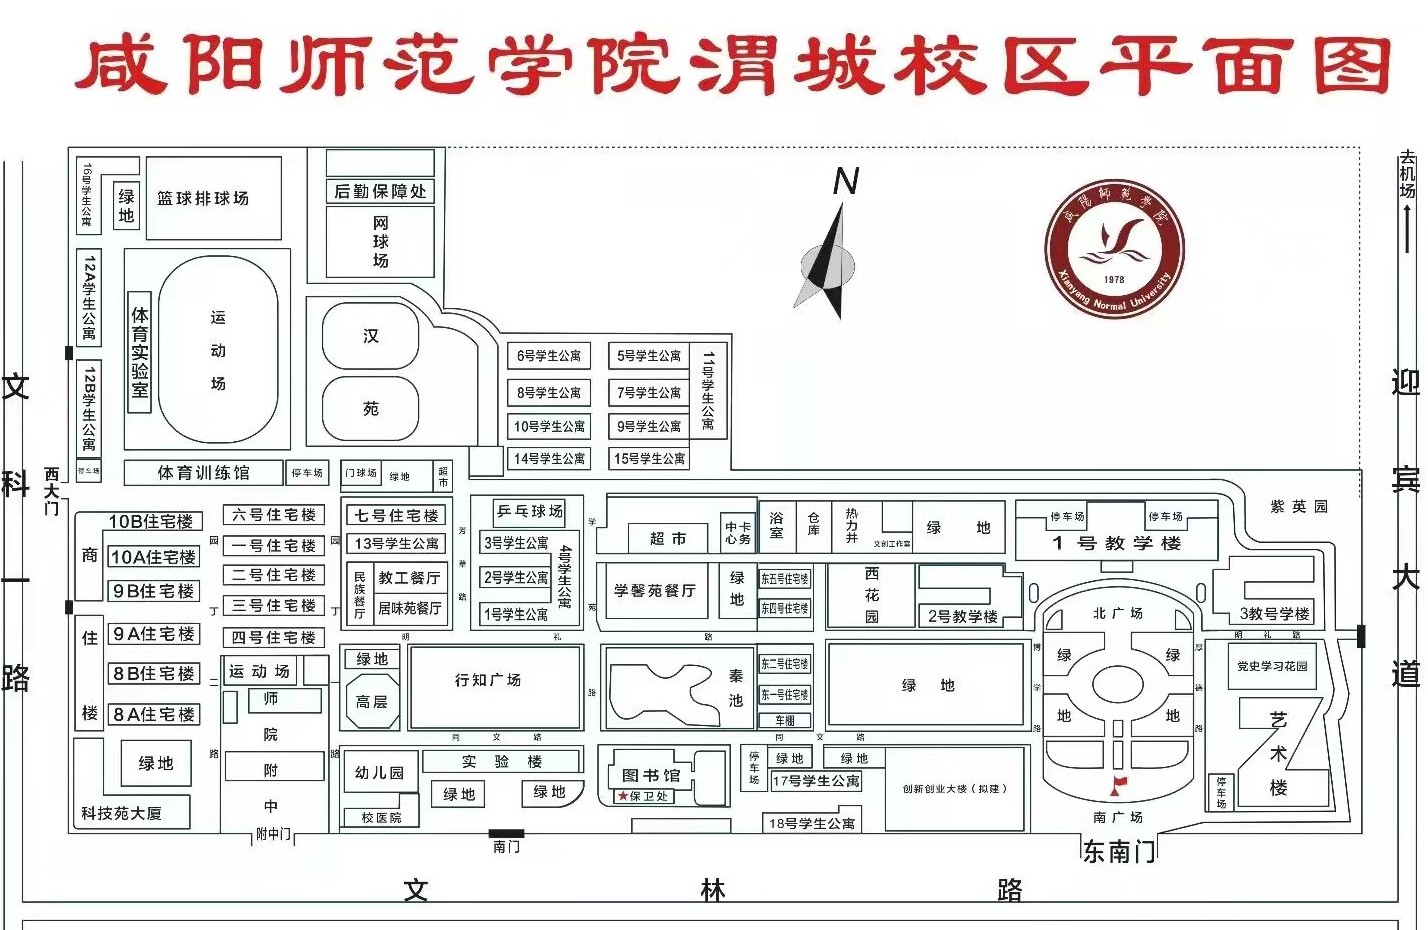 咸阳师范学院渭城校区平面图
去机场
N
咸阳师范学院
1978
Xianyang Normal University
16号学生公寓
绿地
篮球排球场
后勤保障处
网球场
12A学生公寓
体育实验室
运动场
汉
苑
12B学生公寓
停车场
体育训练馆
停车场
门球场
绿地
超市
6号学生公寓
5号学生公寓
11号学生公寓
8号学生公寓
7号学生公寓
10号学生公寓
9号学生公寓
14号学生公寓
15号学生公寓
文科一路
西大门
迎宾大道
紫英园
10B住宅楼
商
10A住宅楼
9B住宅楼
住
9A住宅楼
8B住宅楼
楼
8A住宅楼
绿地
科技苑大厦
六号住宅楼
一号住宅楼
二号住宅楼
三号住宅楼
四号住宅楼
园丁二路
园丁一路
运动场
师院附中
附中门
七号住宅楼
13号学生公寓
民族餐厅
教工餐厅
居味苑餐厅
芳华路
乒乓球场
3号学生公寓
2号学生公寓
1号学生公寓
4号学生公寓
学苑路
明礼路
超市
卡务中心
浴室
仓库
热力井
文创工作室
绿地
学馨苑餐厅
绿地
东五号住宅楼
东四号住宅楼
西花园
2号教学楼
停车场
停车场
1号教学楼
3教号学楼
明礼路
绿地
高层
行知广场
秦池
东二号住宅楼
东一号住宅楼
车棚
绿地
博学路
北广场
绿
绿
地
地
南广场
厚德路
党史学习花园
艺术楼
停车场
同文路
同文路
幼儿园
校医院
实验楼
绿地
绿地
图书馆
★保卫处
停车场
绿地
绿地
17号学生公寓
18号学生公寓
创新创业大楼（拟建）
南门
东南门
文林路